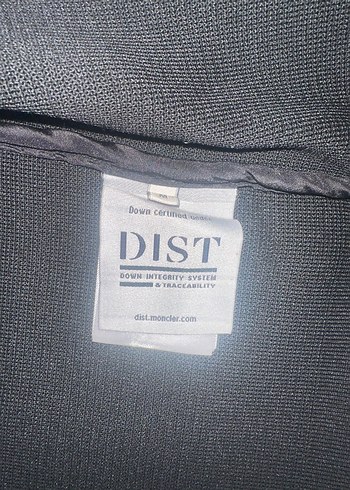 Down certified
DIST
DOWN INTEGRITY SYSTEM
& TRACEABILITY
dist.moncler.com